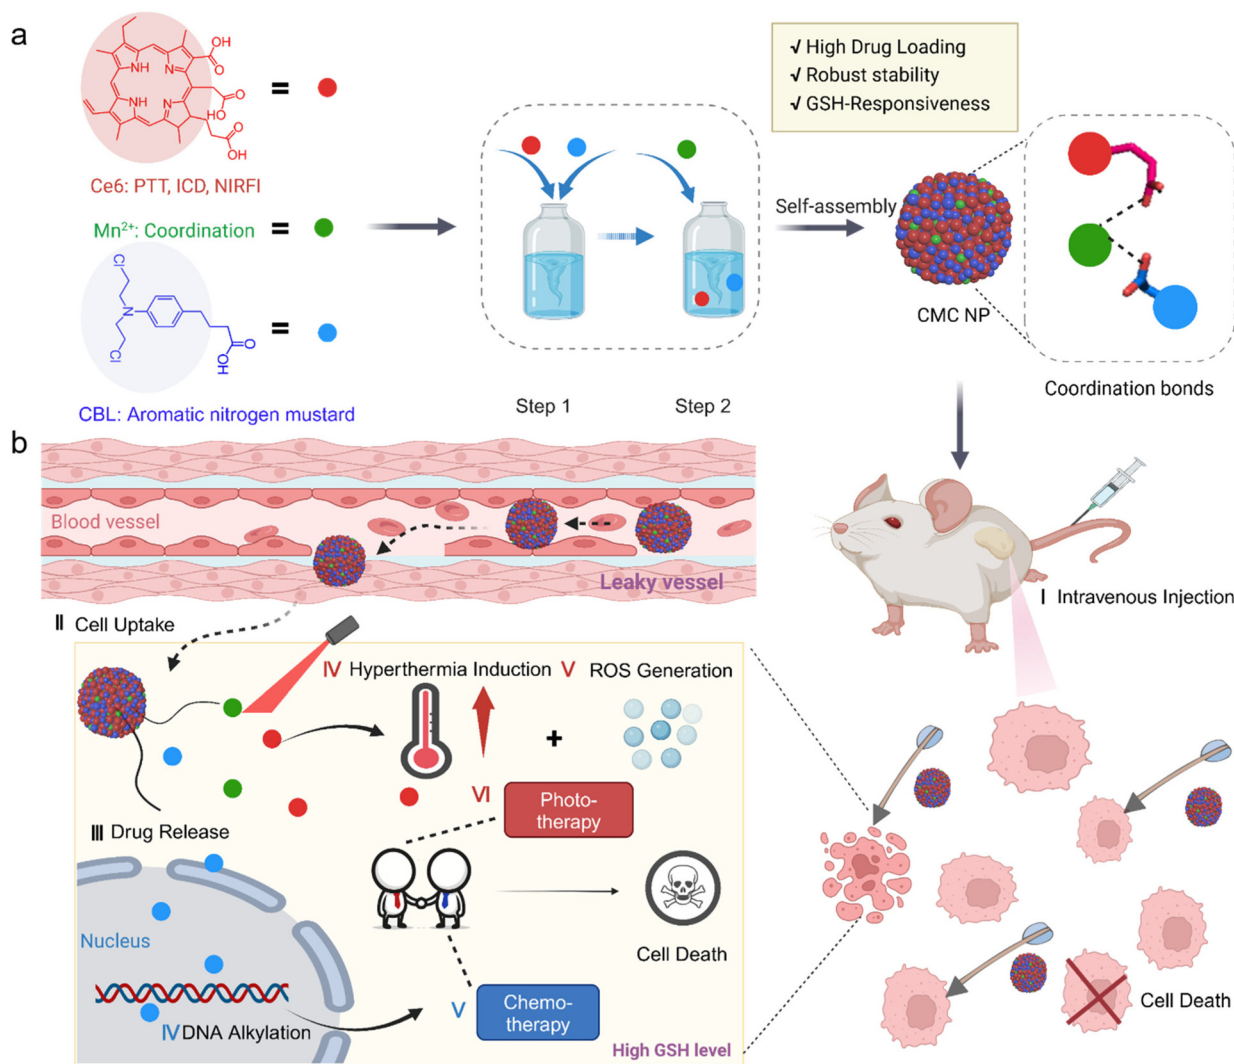 a
OH
O
NH
N
O
NH
N
HO
O
OH
=
Ce6: PTT, ICD, NIRFI
Mn²⁺: Coordination =
Cl
N
Cl
O
OH
=
CBL: Aromatic nitrogen mustard
Step 1
Step 2
√ High Drug Loading
√ Robust stability
√ GSH-Responsiveness
Self-assembly
CMC NP
Coordination bonds
b
Blood vessel
Leaky vessel
I Intravenous Injection
II Cell Uptake
IV Hyperthermia Induction
V ROS Generation
+
III Drug Release
VI Photo-
therapy
Cell Death
Nucleus
IV DNA Alkylation
V Chemo-
therapy
High GSH level
Cell Death